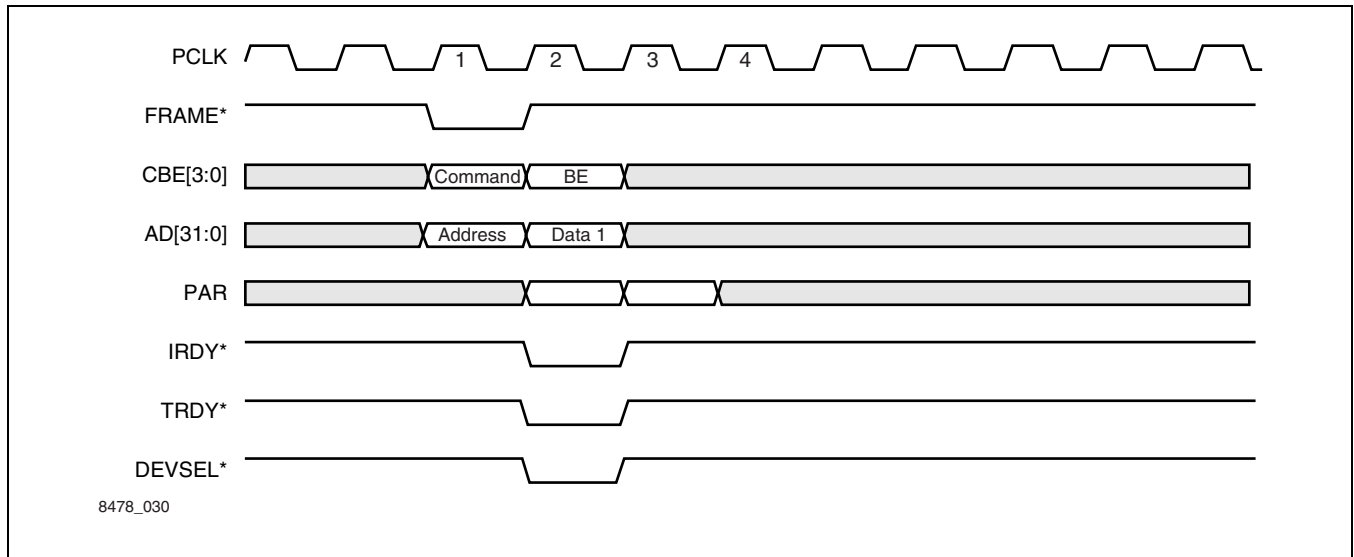 PCLK 1 2 3 4
FRAME*
CBE[3:0] Command BE
AD[31:0] Address Data 1
PAR
IRDY*
TRDY*
DEVSEL*
8478_030